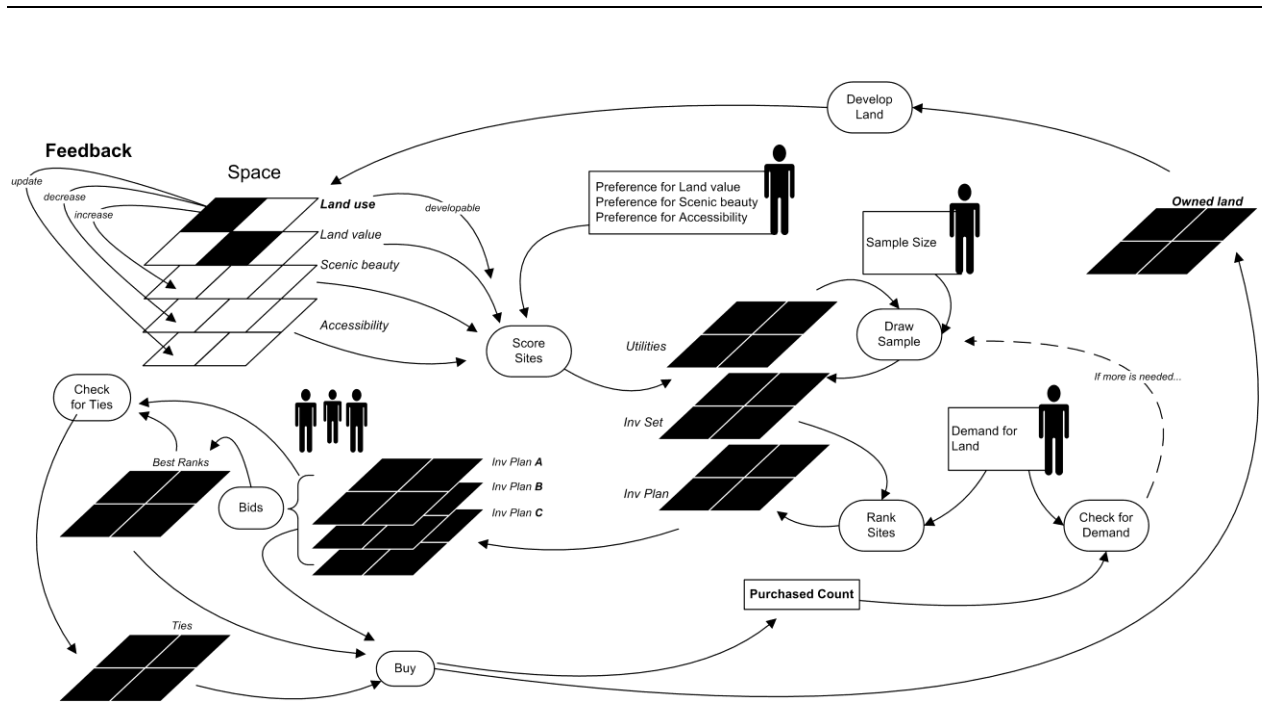 Develop
Land
Feedback
Space
update
decrease
increase
Land use
developable
Land value
Scenic beauty
Accessibility
Preference for Land value
Preference for Scenic beauty
Preference for Accessibility
Sample Size
Owned land
Score
Sites
Utilities
Draw
Sample
If more is needed...
Check
for Ties
Inv Set
Demand for
Land
Best Ranks
Bids
Inv Plan A
Inv Plan B
Inv Plan C
Inv Plan
Rank
Sites
Check for
Demand
Purchased Count
Ties
Buy